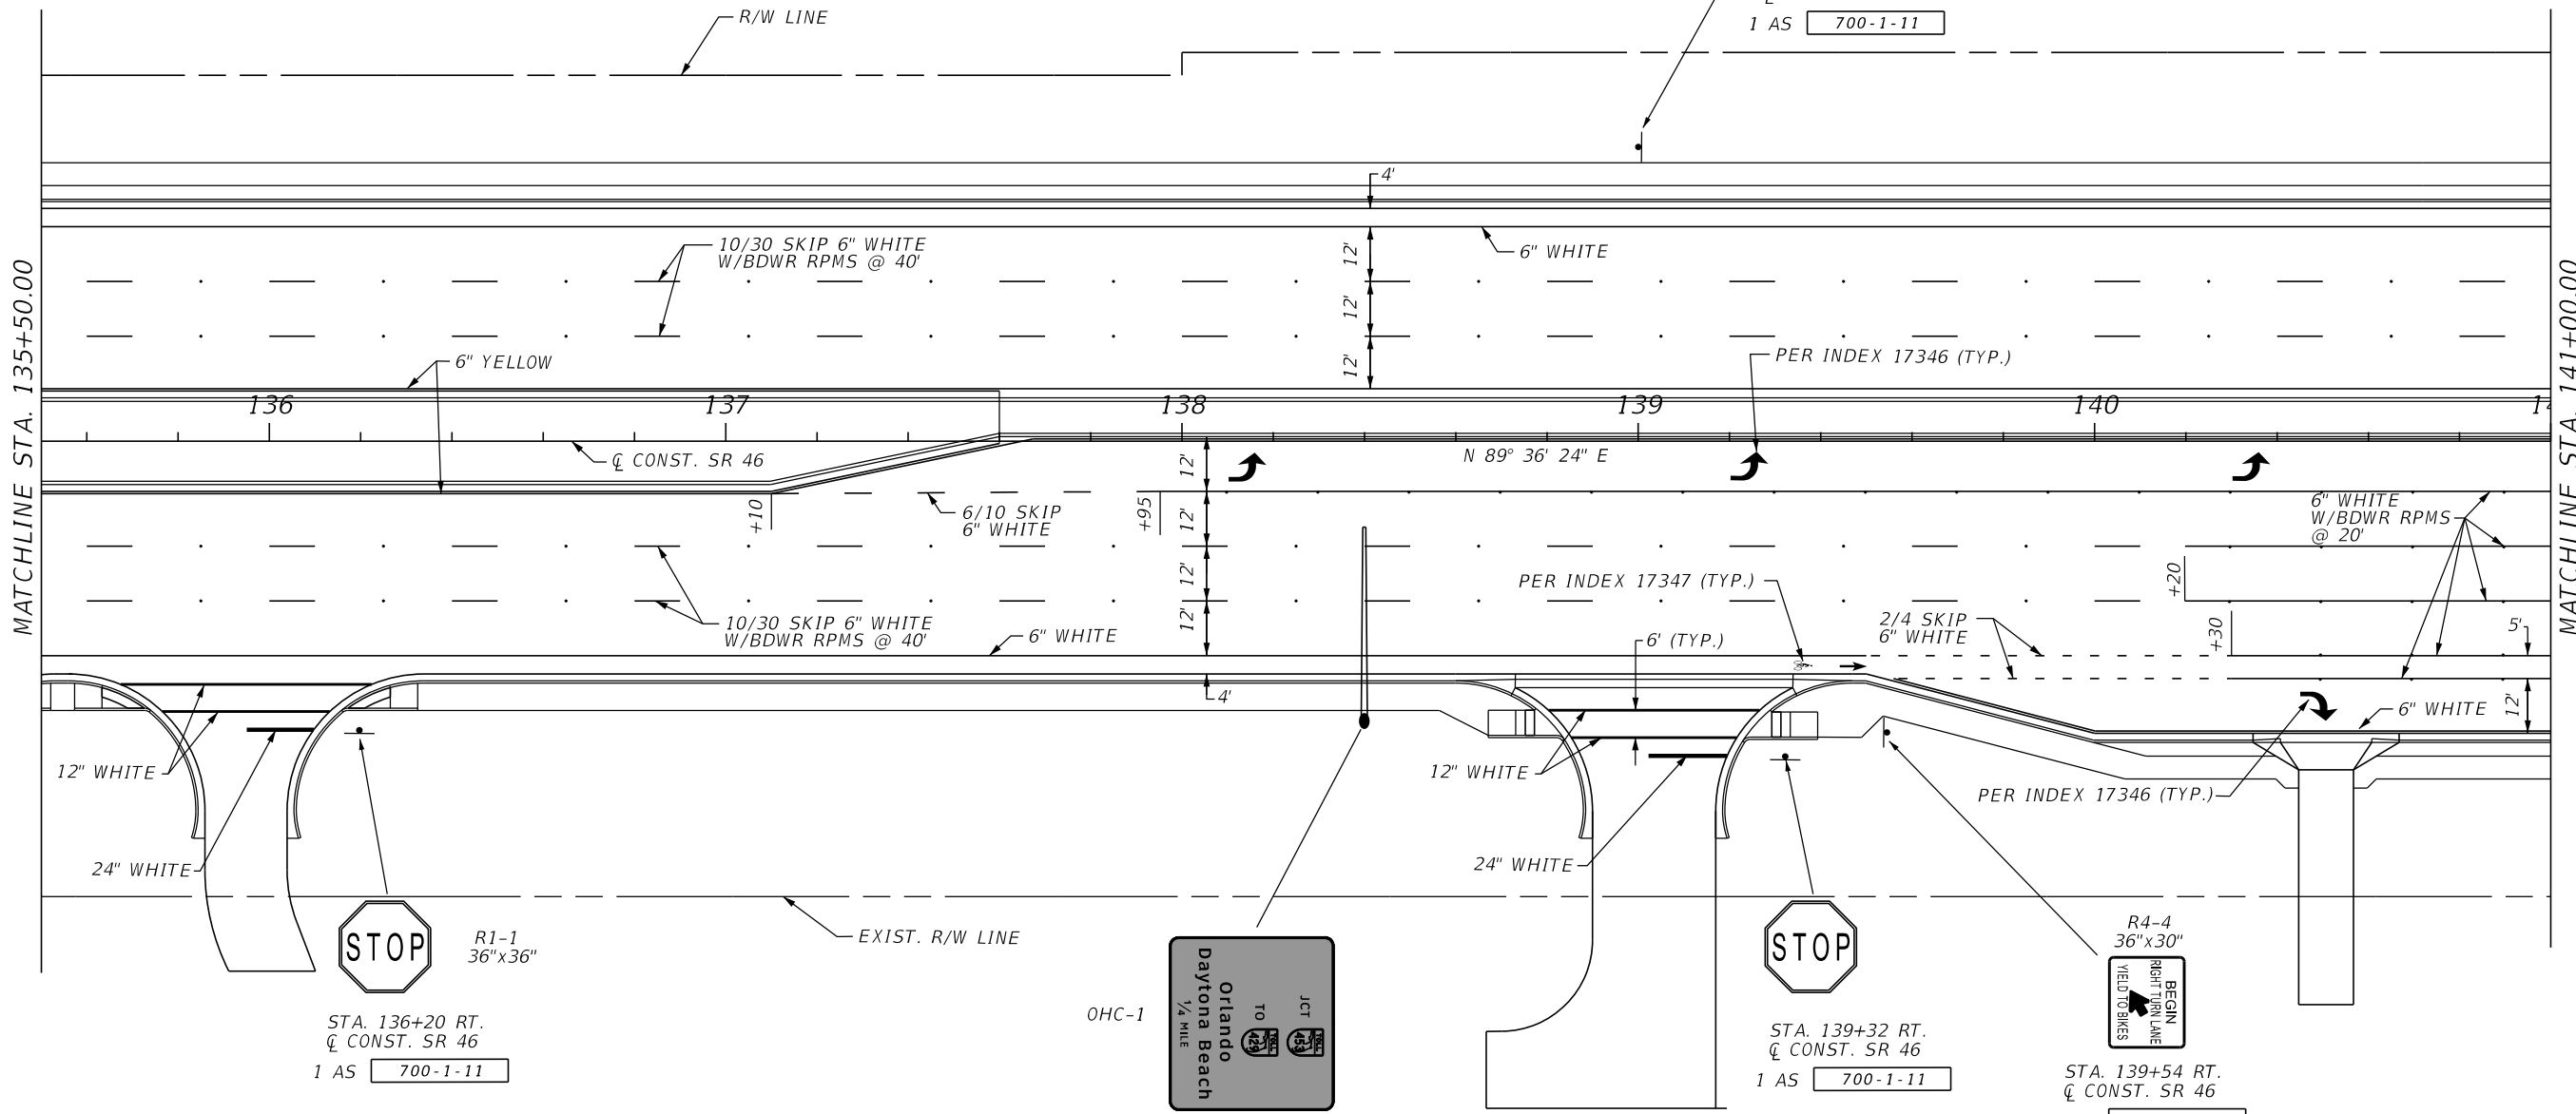 R/W LINE
1 AS 700-1-11
4'
10/30 SKIP 6" WHITE
W/BDWR RPMS @ 40'
6" WHITE
12'
12'
12'
MATCHLINE STA. 135+50.00
MATCHLINE STA. 141+00.00
6" YELLOW
PER INDEX 17346 (TYP.)
136
137
138
139
140
14
℄ CONST. SR 46
N 89° 36' 24" E
12'
12'
12'
12'
+10
6/10 SKIP
6" WHITE
+95
6" WHITE
W/BDWR RPMS
@ 20'
+20
+30
PER INDEX 17347 (TYP.)
10/30 SKIP 6" WHITE
W/BDWR RPMS @ 40'
6" WHITE
6' (TYP.)
2/4 SKIP
6" WHITE
5'
4'
12'
6" WHITE
12" WHITE
12" WHITE
PER INDEX 17346 (TYP.)
24" WHITE
24" WHITE
EXIST. R/W LINE
STOP
R1-1
36"x36"
STA. 136+20 RT.
℄ CONST. SR 46
1 AS 700-1-11
OHC-1
JCT TOLL 453
TO TOLL 429
Orlando
Daytona Beach
1/4 MILE
STOP
STA. 139+32 RT.
℄ CONST. SR 46
1 AS 700-1-11
R4-4
36"x30"
BEGIN
RIGHT TURN LANE
YIELD TO BIKES
STA. 139+54 RT.
℄ CONST. SR 46